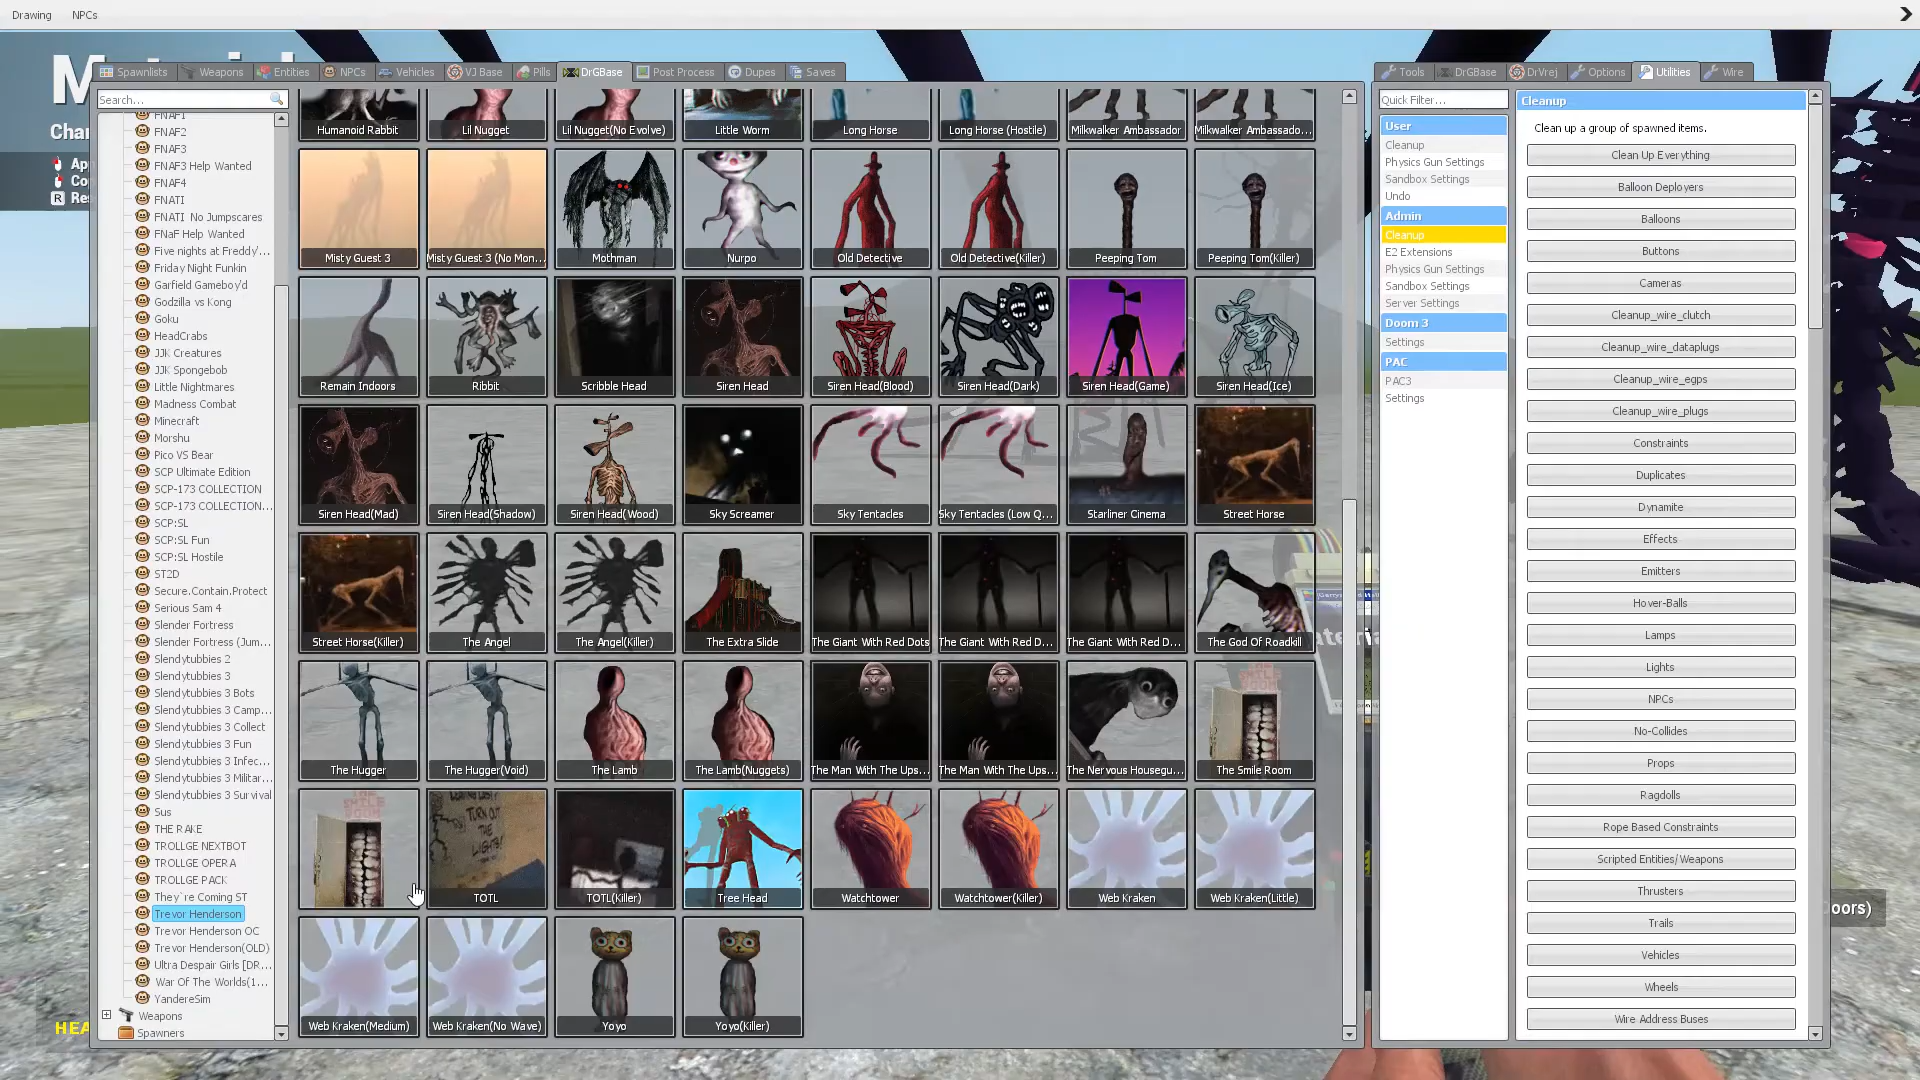 Drawing NPCs
Spawnlists Weapons Entities NPCs Vehicles VJ Base Pills DrGBase Post Process Dupes Saves
Tools DrGBase DrVrej Options Utilities Wire
Search...
FNAF1
FNAF2
FNAF3
FNAF3 Help Wanted
FNAF4
FNATI
FNATI No Jumpscares
FNaF Help Wanted
Five nights at Freddy'...
Friday Night Funkin
Garfield Gameboy'd
Godzilla vs Kong
Goku
HeadCrabs
JJK Creatures
JJK Spongebob
Little Nightmares
Madness Combat
Minecraft
Morshu
Pico VS Bear
SCP Ultimate Edition
SCP-173 COLLECTION
SCP-173 COLLECTION...
SCP:SL
SCP:SL Fun
SCP:SL Hostile
ST2D
Secure.Contain.Protect
Serious Sam 4
Slender Fortress
Slender Fortress (Jum...
Slendytubbies 2
Slendytubbies 3
Slendytubbies 3 Bots
Slendytubbies 3 Camp...
Slendytubbies 3 Collect
Slendytubbies 3 Fun
Slendytubbies 3 Infec...
Slendytubbies 3 Militar...
Slendytubbies 3 Survival
Sus
THE RAKE
TROLLGE NEXTBOT
TROLLGE OPERA
TROLLGE PACK
They`re Coming ST
Trevor Henderson
Trevor Henderson OC
Trevor Henderson(OLD)
Ultra Despair Girls [DR...
War Of The Worlds(1...
YandereSim
Weapons
Spawners
Humanoid Rabbit Lil Nugget Lil Nugget(No Evolve) Little Worm Long Horse Long Horse (Hostile) Milkwalker Ambassador Milkwalker Ambassado...
Misty Guest 3 Misty Guest 3 (No Mon... Mothman Nurpo Old Detective Old Detective(Killer) Peeping Tom Peeping Tom(Killer)
Remain Indoors Ribbit Scribble Head Siren Head Siren Head(Blood) Siren Head(Dark) Siren Head(Game) Siren Head(Ice)
Siren Head(Mad) Siren Head(Shadow) Siren Head(Wood) Sky Screamer Sky Tentacles Sky Tentacles (Low Q... Starliner Cinema Street Horse
Street Horse(Killer) The Angel The Angel(Killer) The Extra Slide The Giant With Red Dots The Giant With Red D... The Giant With Red D... The God Of Roadkill
The Hugger The Hugger(Void) The Lamb The Lamb(Nuggets) The Man With The Ups... The Man With The Ups... The Nervous Housegu... The Smile Room
TOTL TOTL(Killer) Tree Head Watchtower Watchtower(Killer) Web Kraken Web Kraken(Little)
Web Kraken(Medium) Web Kraken(No Wave) Yoyo Yoyo(Killer)
Quick Filter...
User
Cleanup
Physics Gun Settings
Sandbox Settings
Undo
Admin
Cleanup
E2 Extensions
Physics Gun Settings
Sandbox Settings
Server Settings
Doom 3
Settings
PAC
PAC3
Settings
Cleanup
Clean up a group of spawned items.
Clean Up Everything
Balloon Deployers
Balloons
Buttons
Cameras
Cleanup_wire_clutch
Cleanup_wire_dataplugs
Cleanup_wire_egps
Cleanup_wire_plugs
Constraints
Duplicates
Dynamite
Effects
Emitters
Hover-Balls
Lamps
Lights
NPCs
No-Collides
Props
Ragdolls
Rope Based Constraints
Scripted Entities/Weapons
Thrusters
Trails
Vehicles
Wheels
Wire Address Buses
R
HEA
oors)